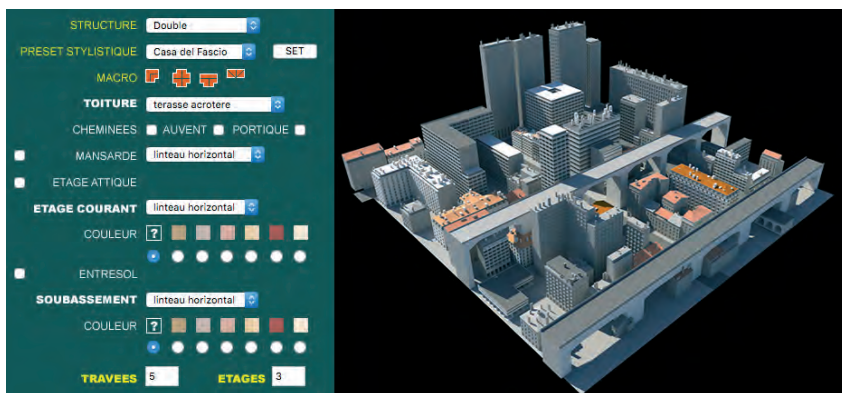 STRUCTURE Double
PRESET STYLISTIQUE Casa del Fascio SET
MACRO
TOITURE terasse acrotere
CHEMINEES AUVENT PORTIQUE
MANSARDE linteau horizontal
ETAGE ATTIQUE
ETAGE COURANT linteau horizontal
COULEUR ?
ENTRESOL
SOUBASSEMENT linteau horizontal
COULEUR ?
TRAVEES 5 ETAGES 3